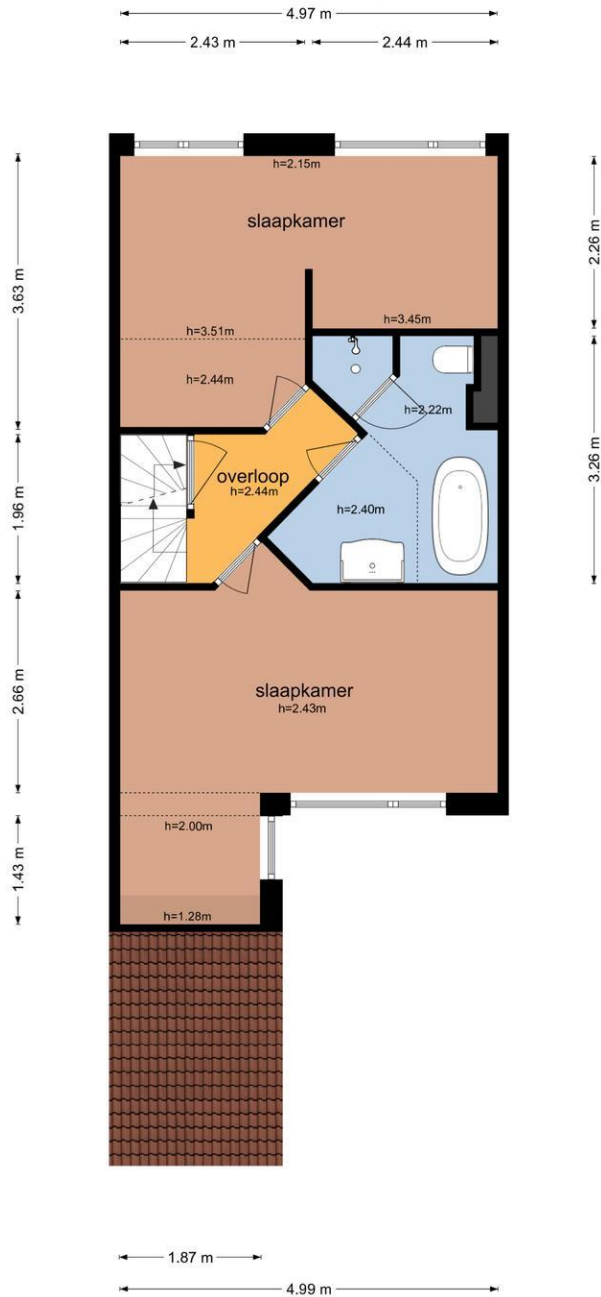 4.97 m
2.43 m
2.44 m
h=2.15m
slaapkamer
3.63 m
2.26 m
h=3.51m
h=3.45m
h=2.44m
h=2.22m
3.26 m
overloop
h=2.44m
1.96 m
h=2.40m
2.66 m
slaapkamer
h=2.43m
h=2.00m
1.43 m
h=1.28m
1.87 m
4.99 m